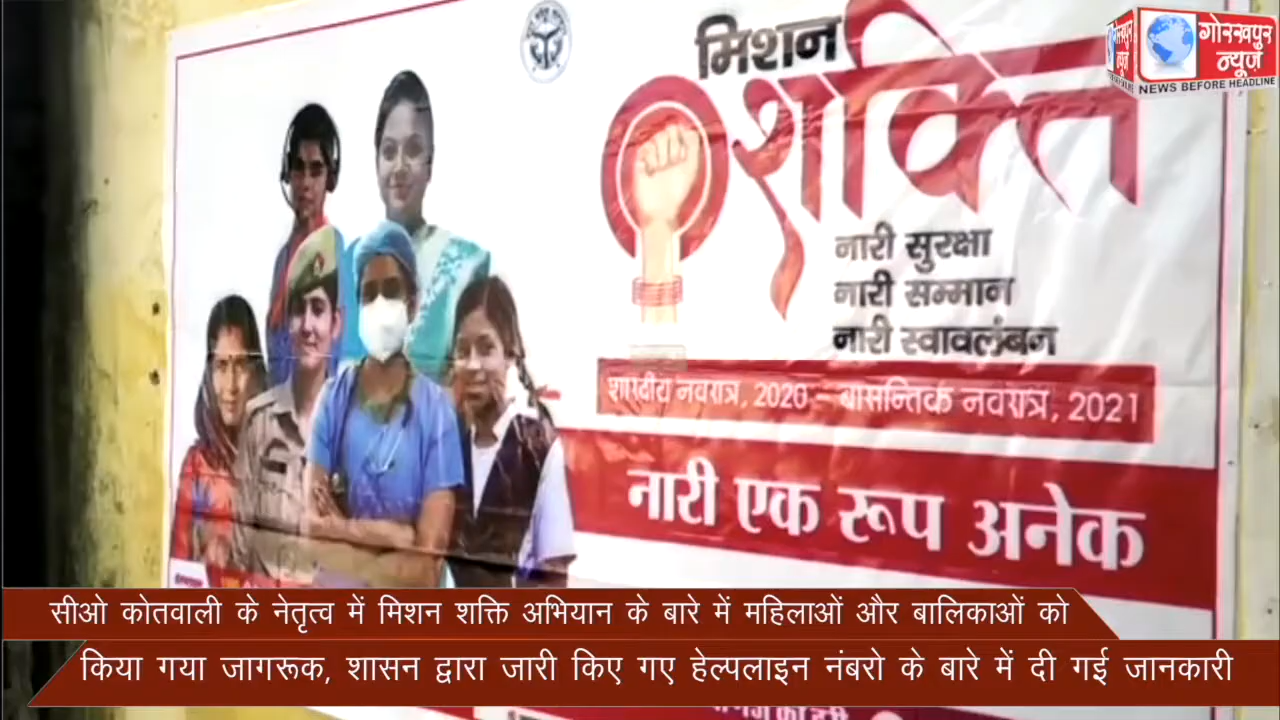 मिशन
शक्ति
नारी सुरक्षा
नारी सम्मान
नारी स्वावलंबन
शारदीय नवरात्र, 2020 - बासन्तिक नवरात्र, 2021
नारी एक रूप अनेक
गोरखपुर
न्यूज़
NEWS BEFORE HEADLINE
सीओ कोतवाली के नेतृत्व में मिशन शक्ति अभियान के बारे में महिलाओं और बालिकाओं को
किया गया जागरूक, शासन द्वारा जारी किए गए हेल्पलाइन नंबरो के बारे में दी गई जानकारी